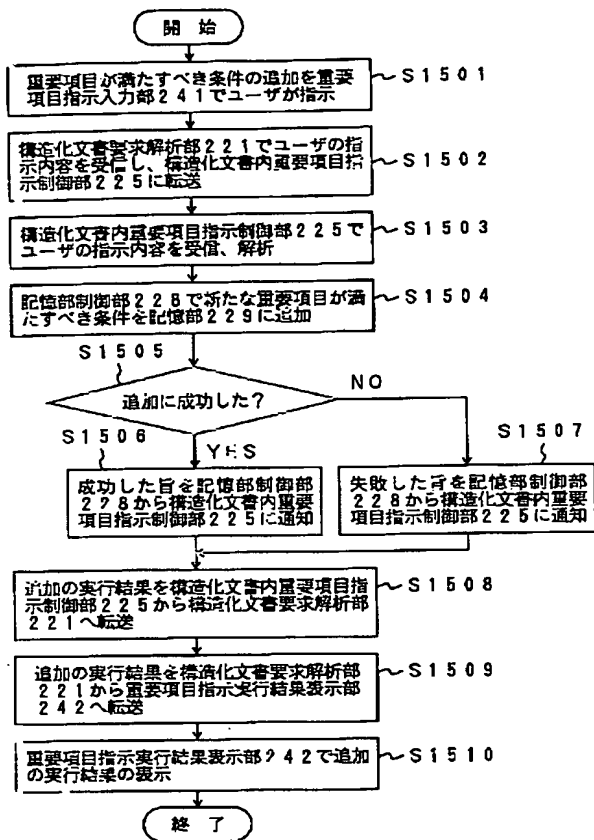 開始
重要項目が満たすべき条件の追加を重要
項目指示入力部241でユーザが指示
S1501
構造化文書要求解析部221でユーザの指
示内容を受信し、構造化文書内重要項目指
示制御部225に転送
S1502
構造化文書内重要項目指示制御部225で
ユーザの指示内容を受信、解析
S1503
記憶部制御部228で新たな重要項目が満
たすべき条件を記憶部229に追加
S1504
S1505
追加に成功した?
NO
YES
S1506
成功した旨を記憶部制御部
228から構造化文書内重要
項目指示制御部225に通知
S1507
失敗した旨を記憶部制御部
228から構造化文書内重要
項目指示制御部225に通知
追加の実行結果を構造化文書内重要項目指
示制御部225から構造化文書要求解析部
221へ転送
S1508
追加の実行結果を構造化文書要求解析部
221から重要項目指示実行結果表示部
242へ転送
S1509
重要項目指示実行結果表示部242で追加
の実行結果の表示
S1510
終了